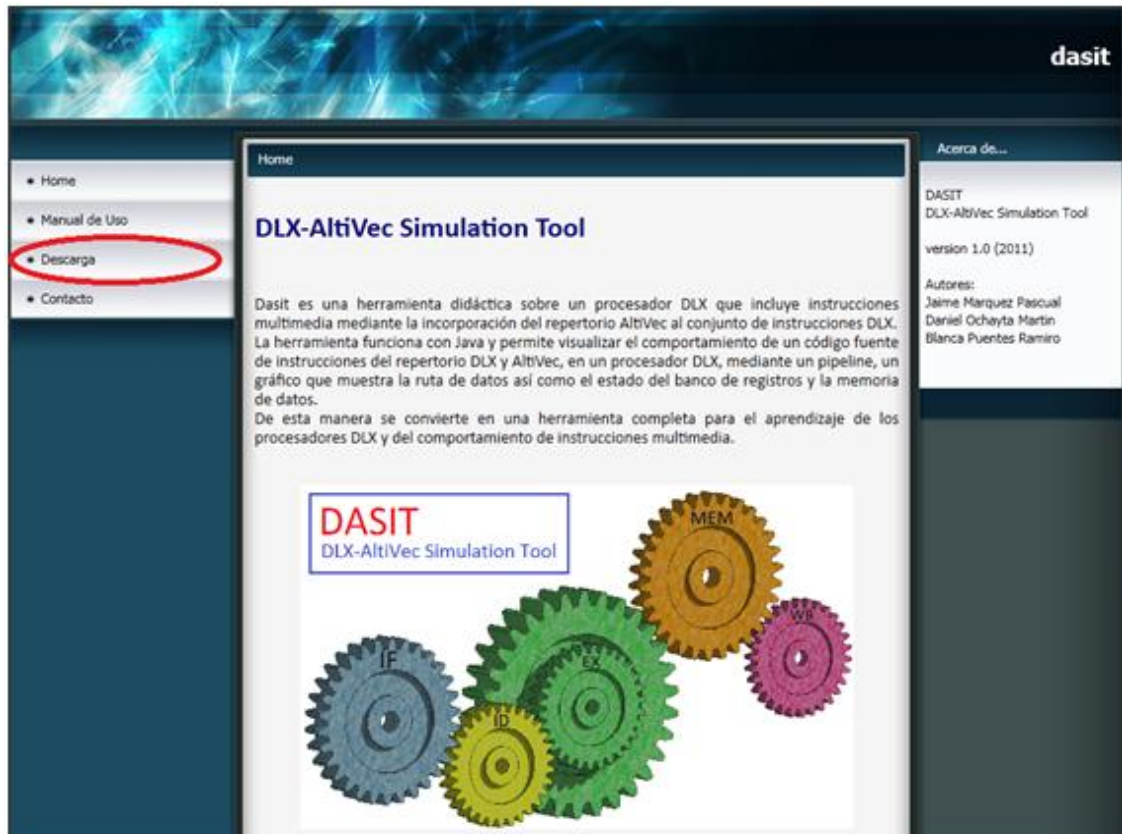 dasit
Home
Manual de Uso
Descarga
Contacto
Home
DLX-AltiVec Simulation Tool
Dasit es una herramienta didáctica sobre un procesador DLX que incluye instrucciones
multimedia mediante la incorporación del repertorio AltiVec al conjunto de instrucciones DLX.
La herramienta funciona con Java y permite visualizar el comportamiento de un código fuente
de instrucciones del repertorio DLX y AltiVec, en un procesador DLX, mediante un pipeline, un
gráfico que muestra la ruta de datos así como el estado del banco de registros y la memoria
de datos.
De esta manera se convierte en una herramienta completa para el aprendizaje de los
procesadores DLX y del comportamiento de instrucciones multimedia.
DASIT
DLX-AltiVec Simulation Tool
MEM
WB
IF
EX
ID
Acerca de...
DASIT
DLX-AltiVec Simulation Tool
version 1.0 (2011)
Autores:
Jaime Marquez Pascual
Daniel Ochayta Martin
Blanca Puentes Ramiro